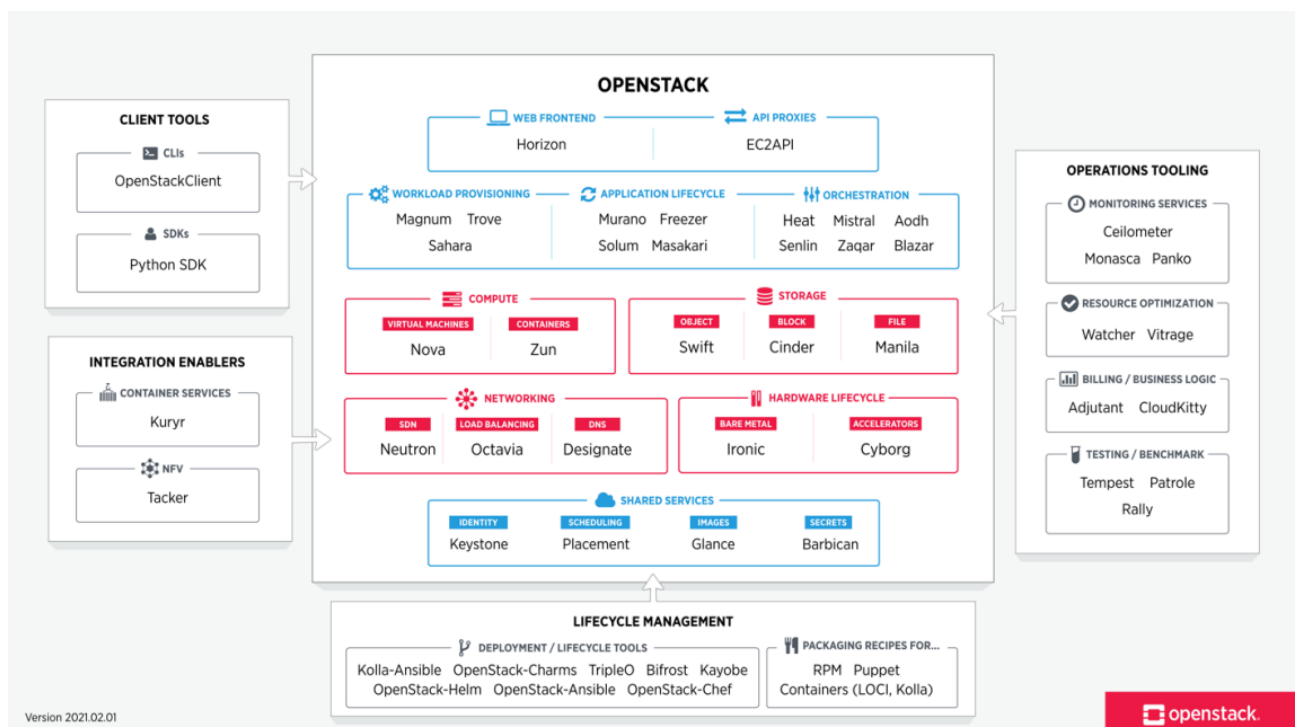 OPENSTACK
WEB FRONTEND
API PROXIES
Horizon
EC2API
WORKLOAD PROVISIONING
APPLICATION LIFECYCLE
ORCHESTRATION
Magnum Trove
Sahara
Murano Freezer
Solum Masakari
Heat Mistral Aodh
Senlin Zaqar Blazar
COMPUTE
VIRTUAL MACHINES
CONTAINERS
Nova
Zun
STORAGE
OBJECT
BLOCK
FILE
Swift
Cinder
Manila
NETWORKING
SDN
LOAD BALANCING
DNS
Neutron
Octavia
Designate
HARDWARE LIFECYCLE
BARE METAL
ACCELERATORS
Ironic
Cyborg
SHARED SERVICES
IDENTITY
SCHEDULING
IMAGES
SECRETS
Keystone
Placement
Glance
Barbican
CLIENT TOOLS
CLIs
OpenStackClient
SDKs
Python SDK
INTEGRATION ENABLERS
CONTAINER SERVICES
Kuryr
NFV
Tacker
OPERATIONS TOOLING
MONITORING SERVICES
Ceilometer
Monasca Panko
RESOURCE OPTIMIZATION
Watcher Vitrage
BILLING / BUSINESS LOGIC
Adjutant CloudKitty
TESTING / BENCHMARK
Tempest Patrole
Rally
LIFECYCLE MANAGEMENT
DEPLOYMENT / LIFECYCLE TOOLS
Kolla-Ansible OpenStack-Charms TripleO Bifrost Kayobe
OpenStack-Helm OpenStack-Ansible OpenStack-Chef
PACKAGING RECIPES FOR...
RPM Puppet
Containers (LOCI, Kolla)
Version 2021.02.01
openstack.